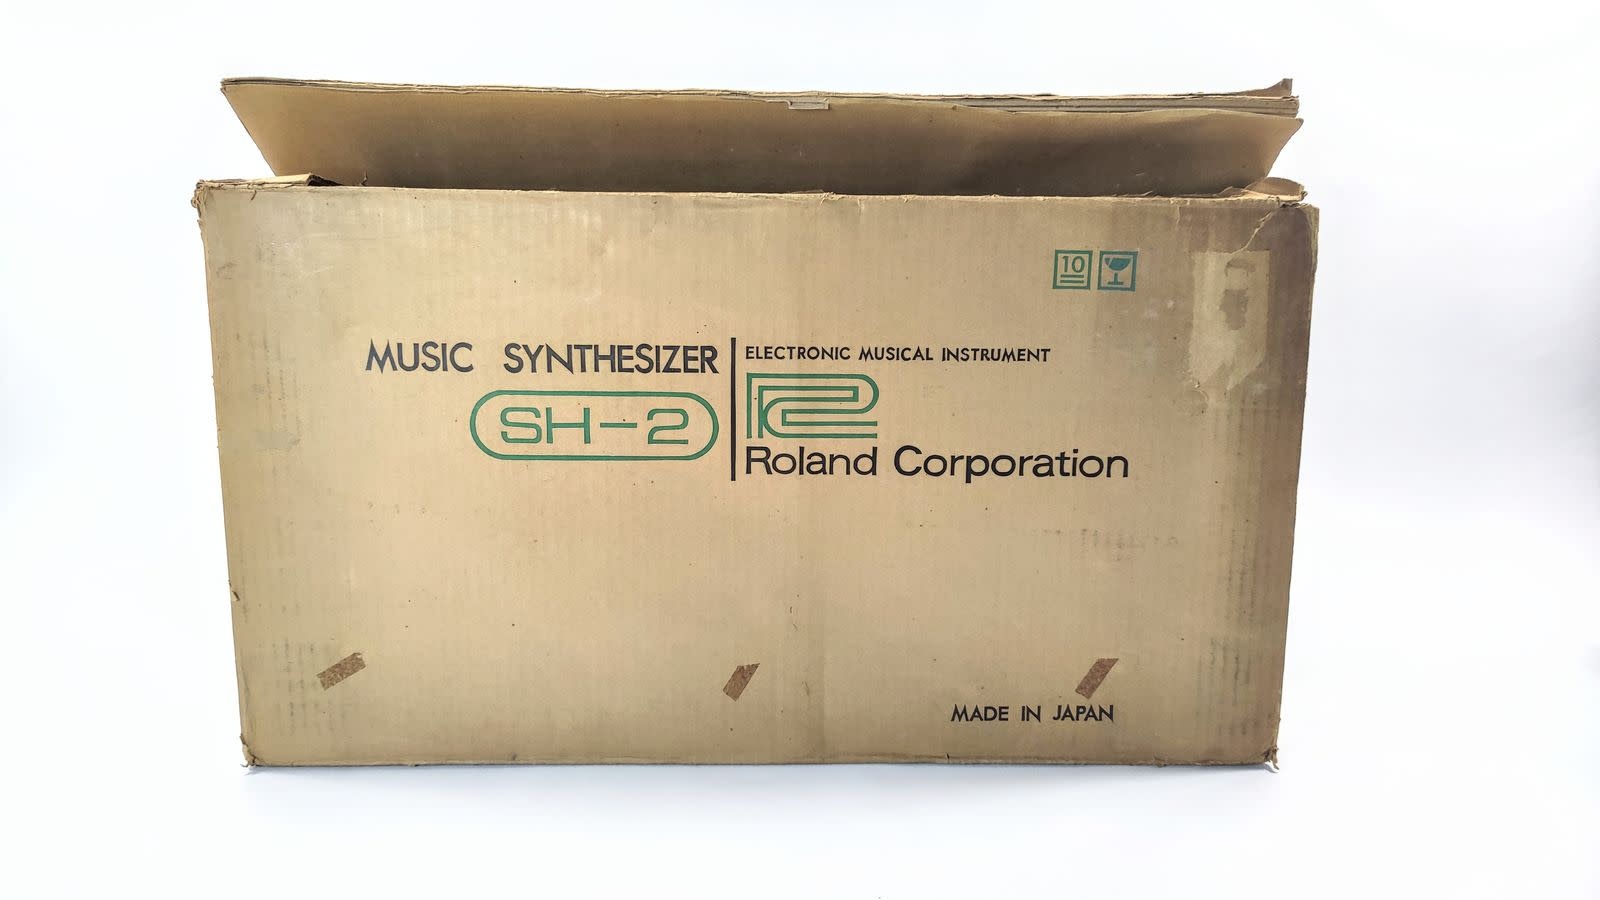 10
MUSIC SYNTHESIZER
SH-2
ELECTRONIC MUSICAL INSTRUMENT
Roland Corporation
MADE IN JAPAN